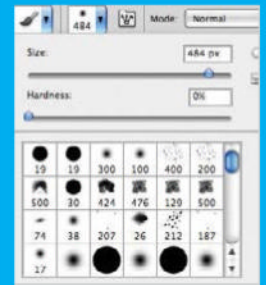 484 Mode: Normal
Size: 484 px
Hardness: 0%
19 19 300 100 400 200
500 30 424 476 129 500
74 38 207 26 212 187
17